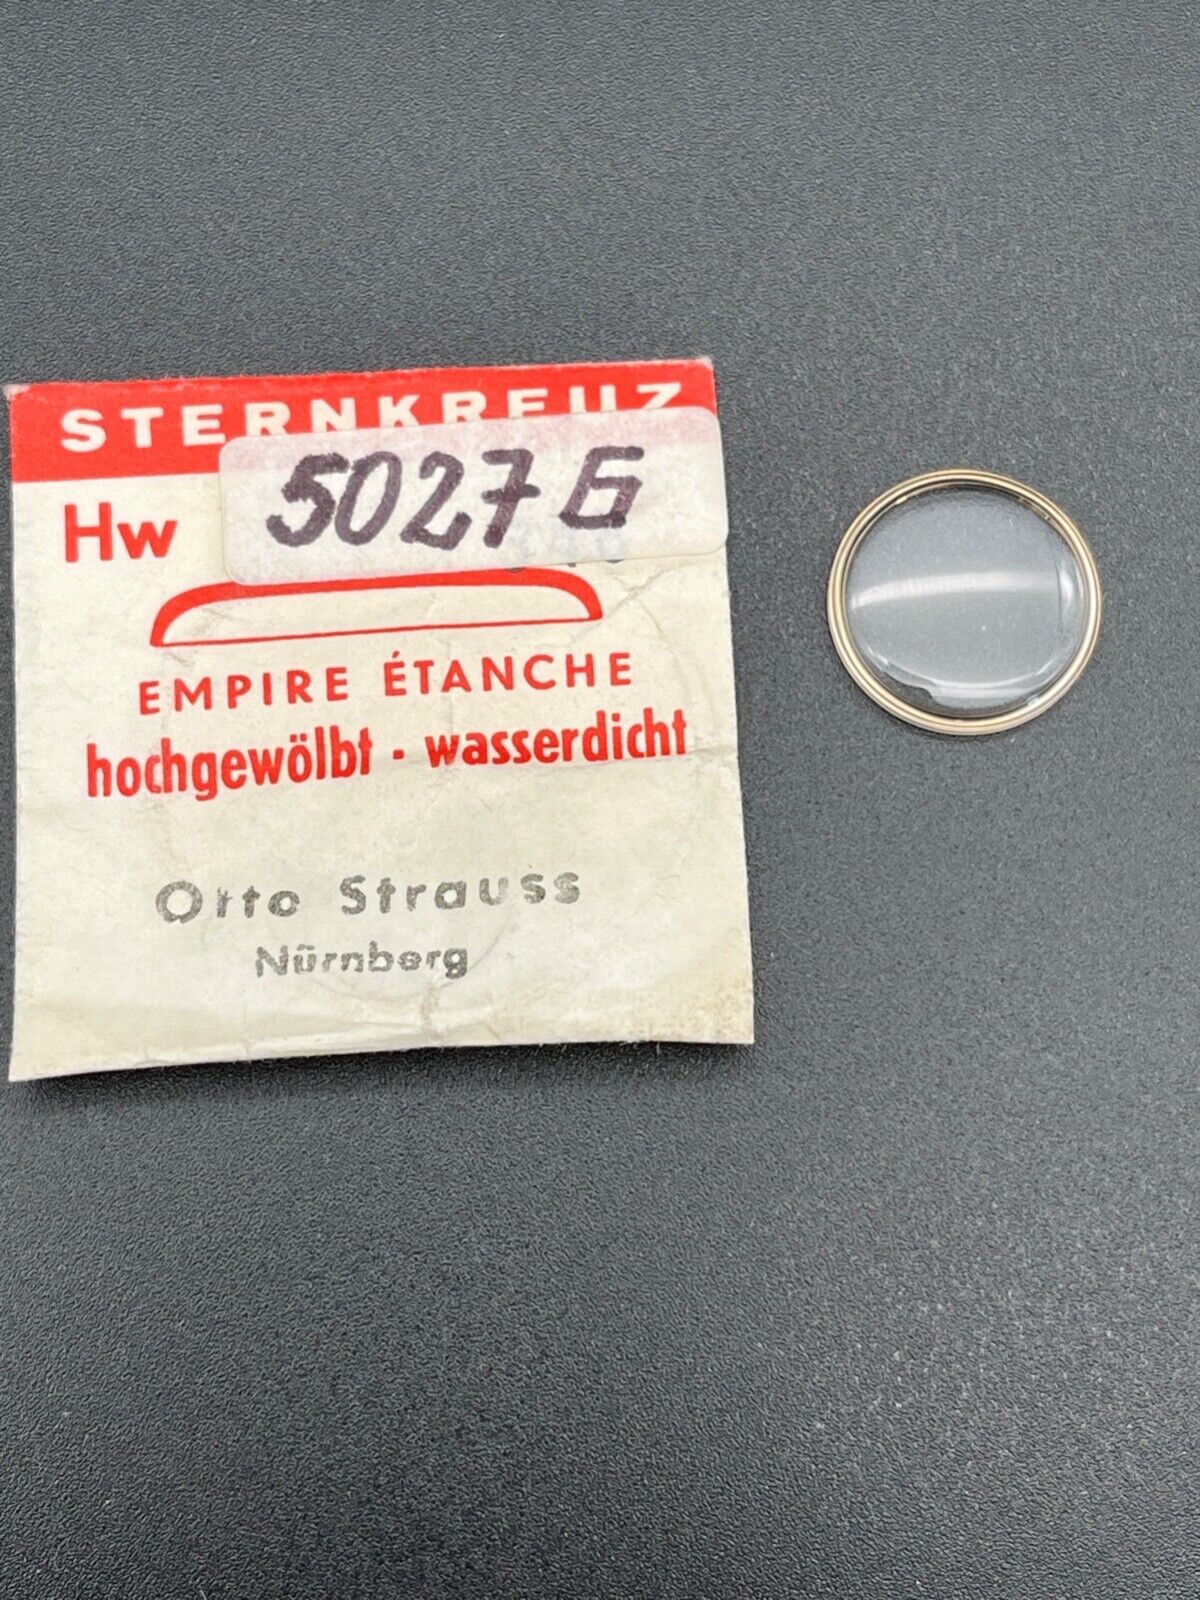 STERNKREUZ
Hw 5027 G
EMPIRE ÉTANCHE
hochgewölbt - wasserdicht
Otto Strauss
Nürnberg